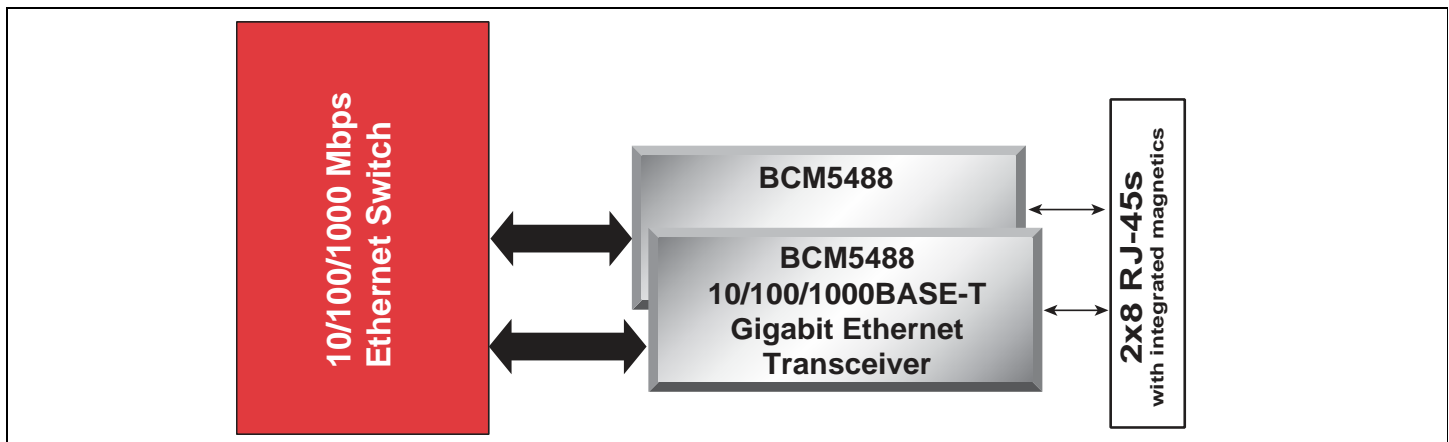 10/100/1000 Mbps
Ethernet Switch
BCM5488
BCM5488
10/100/1000BASE-T
Gigabit Ethernet
Transceiver
2x8 RJ-45s
with integrated magnetics